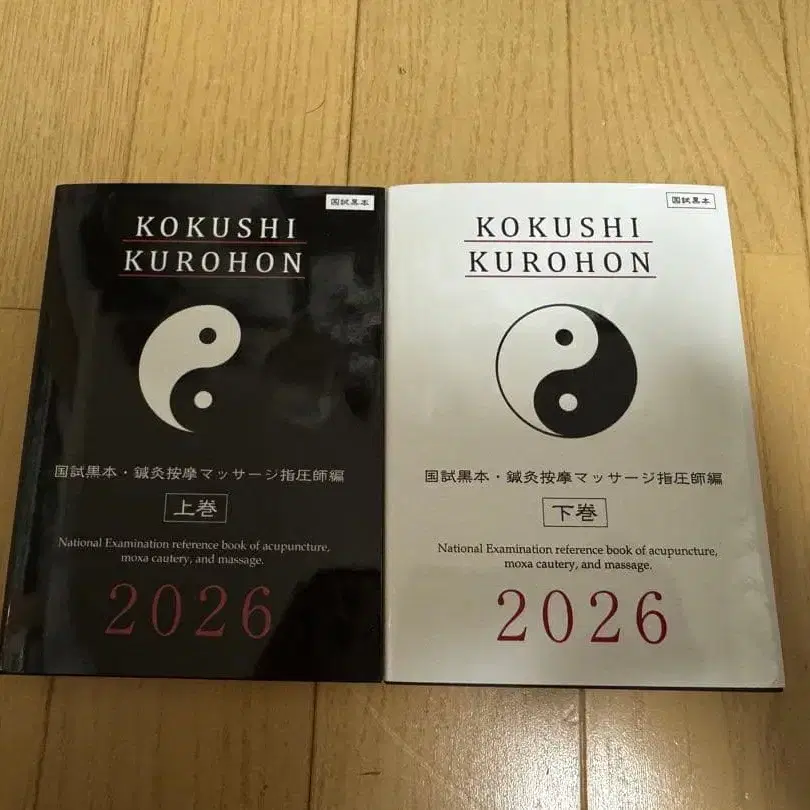 国試黒本
KOKUSHI
KUROHON
国試黒本・鍼灸按摩マッサージ指圧師編
上巻
National Examination reference book of acupuncture,
moxa cautery, and massage.
2026
国試黒本
KOKUSHI
KUROHON
国試黒本・鍼灸按摩マッサージ指圧師編
下巻
National Examination reference book of acupuncture,
moxa cautery, and massage.
2026